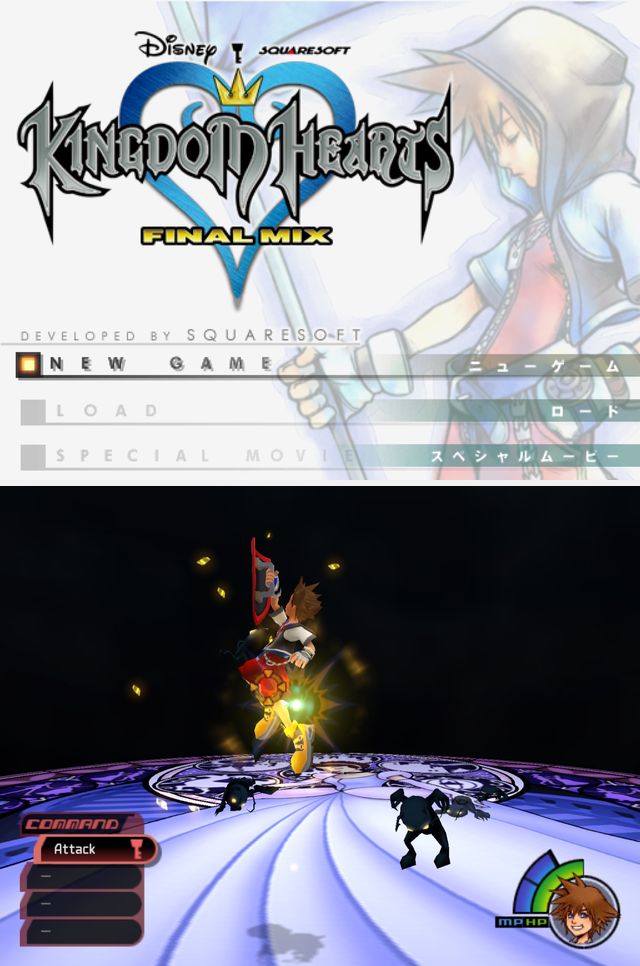 Disney SQUARESOFT
KINGDOM HEARTS
FINAL MIX
DEVELOPED BY SQUARESOFT
NEW GAME ニューゲーム
LOAD ロード
SPECIAL MOVIE スペシャルムービー
COMMAND
Attack
MP HP